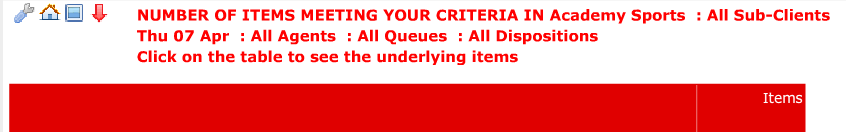 NUMBER OF ITEMS MEETING YOUR CRITERIA IN Academy Sports : All Sub-Clients
Thu 07 Apr : All Agents : All Queues : All Dispositions
Click on the table to see the underlying items
Items